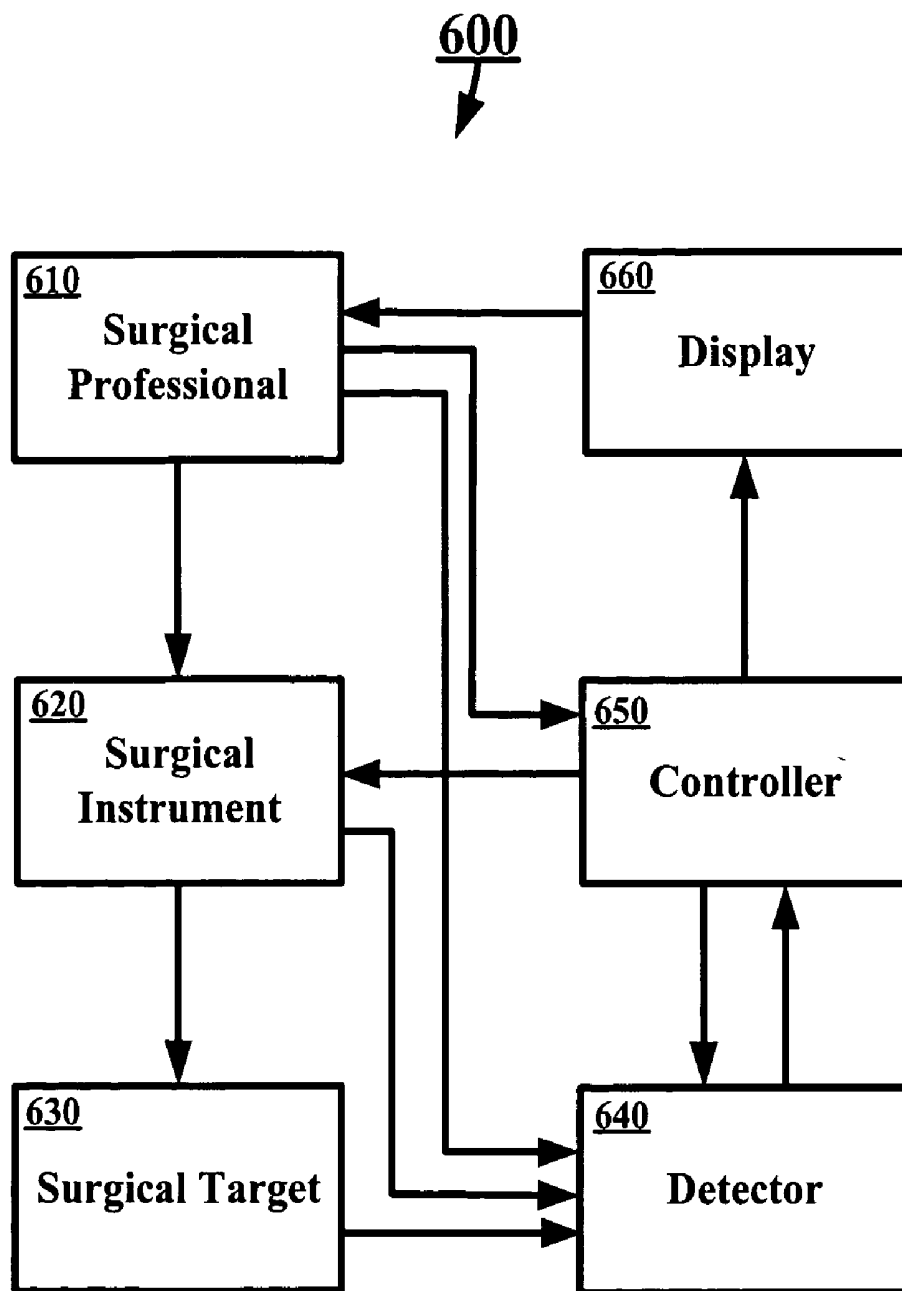 600
610
Surgical
Professional
660
Display
620
Surgical
Instrument
650
Controller
630
Surgical Target
640
Detector